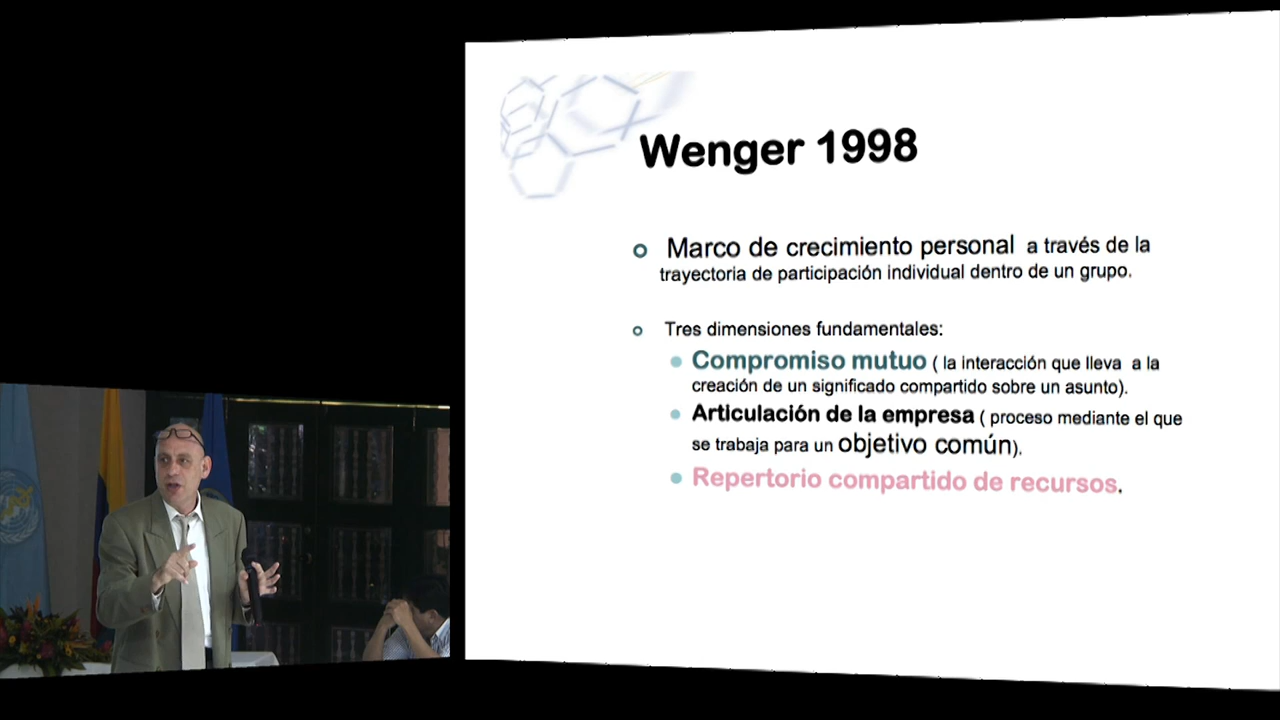 Wenger 1998
Marco de crecimiento personal a través de la
trayectoria de participación individual dentro de un grupo.
Tres dimensiones fundamentales:
Compromiso mutuo ( la interacción que lleva a la
creación de un significado compartido sobre un asunto).
Articulación de la empresa ( proceso mediante el que
se trabaja para un objetivo común).
Repertorio compartido de recursos.